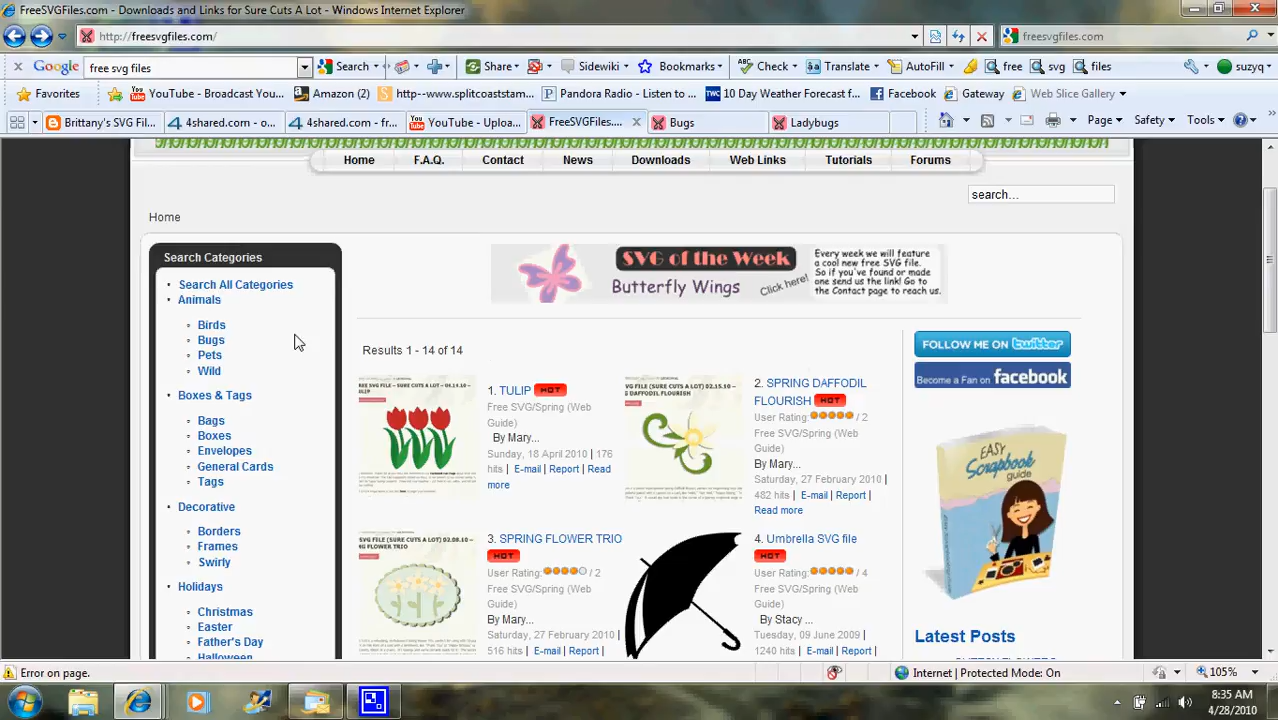 FreeSVGFiles.com - Downloads and Links for Sure Cuts A Lot - Windows Internet Explorer
http://freesvgfiles.com/
freesvgfiles.com
Google
free svg files
Search
Share
Sidewiki
Bookmarks
Check
Translate
AutoFill
free
svg
files
suzyq
Favorites
YouTube - Broadcast You...
Amazon (2)
http--www.splitcoaststam...
Pandora Radio - Listen to ...
10 Day Weather Forecast f...
Facebook
Gateway
Web Slice Gallery
Brittany's SVG Fil...
4shared.com - o...
4shared.com - fr...
YouTube - Uploa...
FreeSVGFiles....
Bugs
Ladybugs
Page
Safety
Tools
Home
F.A.Q.
Contact
News
Downloads
Web Links
Tutorials
Forums
search...
Home
Search Categories
Search All Categories
Animals
Birds
Bugs
Pets
Wild
Boxes & Tags
Bags
Boxes
Envelopes
General Cards
Tags
Decorative
Borders
Frames
Swirly
Holidays
Christmas
Easter
Father's Day
Halloween
SVG of the Week
Butterfly Wings
Click here!
Every week we will feature
a cool new free SVG file.
So if you've found or made
one send us the link! Go to
the Contact page to reach us.
Results 1 - 14 of 14
1. TULIP HOT
Free SVG/Spring (Web
Guide)
By Mary...
Sunday, 18 April 2010 | 176
hits | E-mail | Report | Read
more
2. SPRING DAFFODIL
FLOURISH HOT
User Rating: / 2
Free SVG/Spring (Web
Guide)
By Mary...
Saturday, 27 February 2010 |
482 hits | E-mail | Report |
Read more
3. SPRING FLOWER TRIO
HOT
User Rating: / 2
Free SVG/Spring (Web
Guide)
By Mary...
Saturday, 27 February 2010 |
516 hits | E-mail | Report |
4. Umbrella SVG file
HOT
User Rating: / 4
Free SVG/Spring (Web
Guide)
By Stacy ...
Tuesday, 09 June 2009 |
1240 hits | E-mail | Report |
FOLLOW ME ON twitter
Become a Fan on facebook
EASY
Scrapbook
guide
Latest Posts
Error on page.
Internet | Protected Mode: On
105%
8:35 AM
4/28/2010